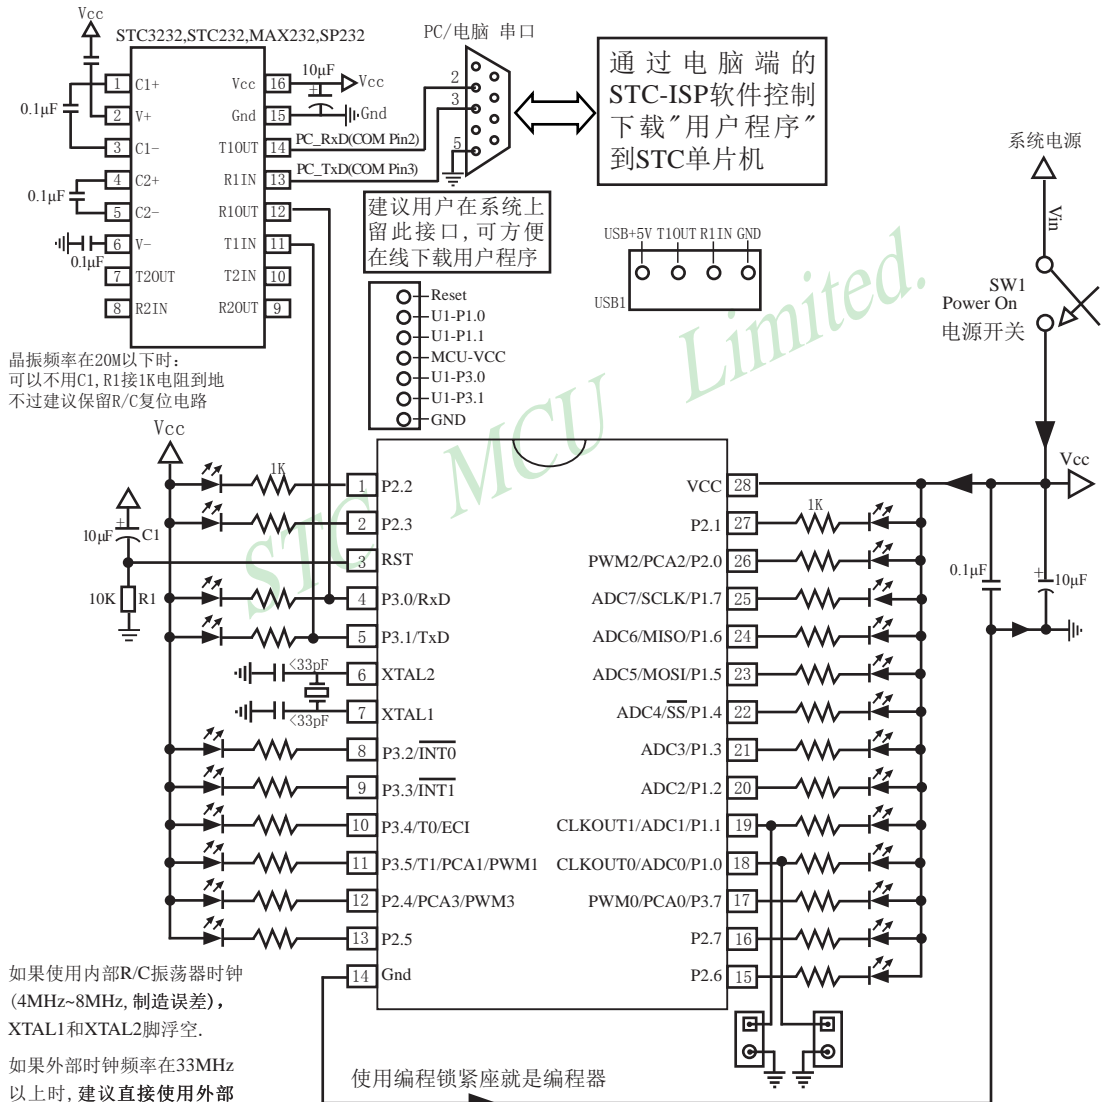 Vcc
STC3232,STC232,MAX232,SP232
PC/电脑 串口
1 C1+
Vcc 16
10μF
+
Vcc
0.1μF
2 V+
Gnd 15
Gnd
3 C1-
T1OUT 14
PC_RxD(COM Pin2)
4 C2+
R1IN 13
PC_TxD(COM Pin3)
0.1μF
5 C2-
R1OUT 12
6 V-
T1IN 11
0.1μF
7 T2OUT
T2IN 10
8 R2IN
R2OUT 9
2
3
5
通过电脑端的
STC-ISP软件控制
下载"用户程序"
到STC单片机
系统电源
Vin
SW1
Power On
电源开关
建议用户在系统上
留此接口,可方便
在线下载用户程序
USB+5V T1OUT R1IN GND
USB1
Reset
U1-P1.0
U1-P1.1
MCU-VCC
U1-P3.0
U1-P3.1
GND
晶振频率在20M以下时:
可以不用C1,R1接1K电阻到地
不过建议保留R/C复位电路
STC MCU Limited.
Vcc
1K
+
10μF C1
10K R1
<33pF
<33pF
1 P2.2
2 P2.3
3 RST
4 P3.0/RxD
5 P3.1/TxD
6 XTAL2
7 XTAL1
8 P3.2/INT0
9 P3.3/INT1
10 P3.4/T0/ECI
11 P3.5/T1/PCA1/PWM1
12 P2.4/PCA3/PWM3
13 P2.5
14 Gnd
VCC 28
P2.1 27
PWM2/PCA2/P2.0 26
ADC7/SCLK/P1.7 25
ADC6/MISO/P1.6 24
ADC5/MOSI/P1.5 23
ADC4/SS/P1.4 22
ADC3/P1.3 21
ADC2/P1.2 20
CLKOUT1/ADC1/P1.1 19
CLKOUT0/ADC0/P1.0 18
PWM0/PCA0/P3.7 17
P2.7 16
P2.6 15
1K
Vcc
0.1μF
+
10μF
如果使用内部R/C振荡器时钟
(4MHz~8MHz,制造误差),
XTAL1和XTAL2脚浮空.
如果外部时钟频率在33MHz
以上时,建议直接使用外部
使用编程锁紧座就是编程器